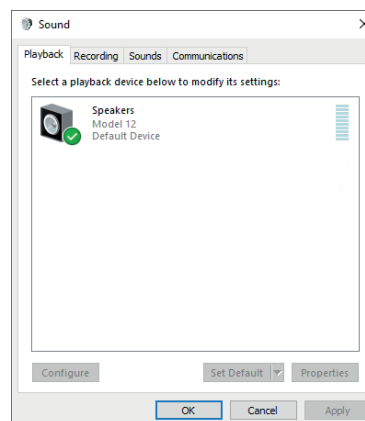 Sound
Playback Recording Sounds Communications
Select a playback device below to modify its settings:
Speakers
Model 12
Default Device
Configure Set Default Properties
OK Cancel Apply